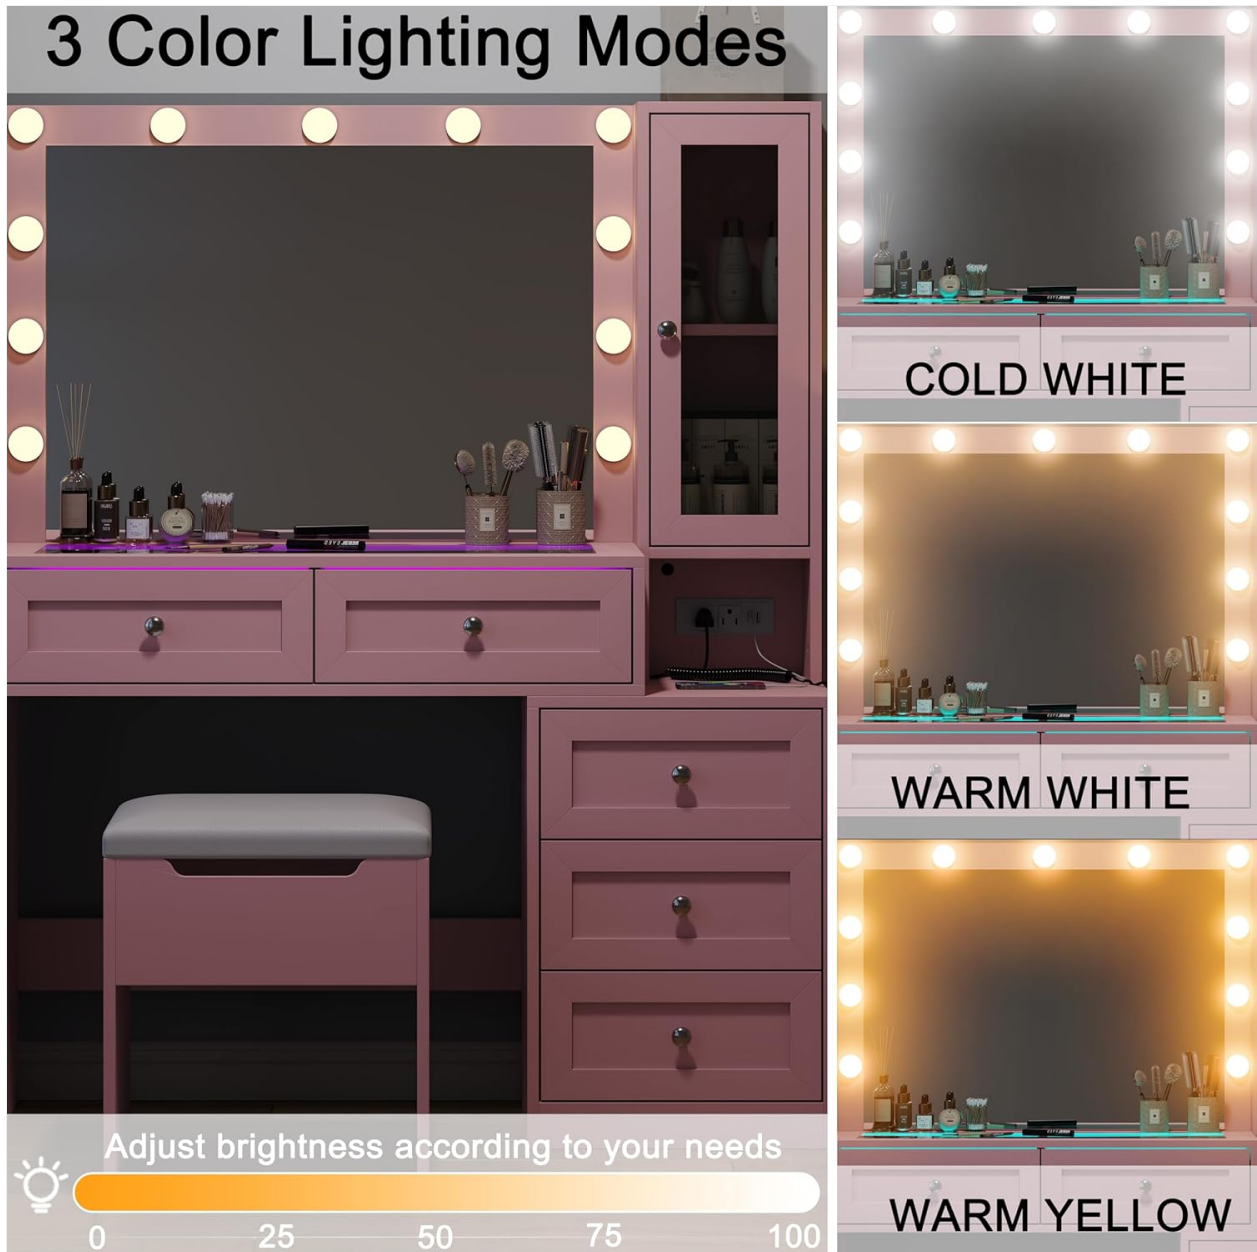 3 Color Lighting Modes
COLD WHITE
WARM WHITE
WARM YELLOW
Adjust brightness according to your needs
0 25 50 75 100